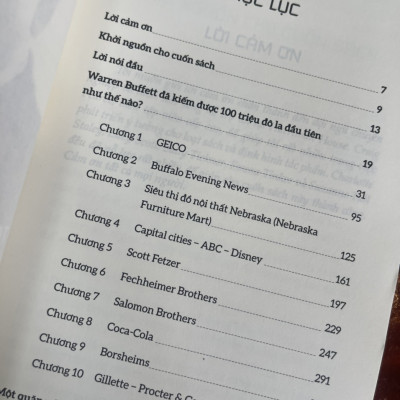 LỤC
Lời cảm ơn 7
Khởi nguồn cho cuốn sách 9
Lời nói đầu 13
Warren Buffett đã kiếm được 100 triệu đô la đầu tiên
như thế nào? 19
Chương 1 GEICO 31
Chương 2 Buffalo Evening News 95
Chương 3 Siêu thị đồ nội thất Nebraska (Nebraska
Furniture Mart) 125
Chương 4 Capital cities – ABC – Disney 161
Chương 5 Scott Fetzer 197
Chương 6 Fechheimer Brothers 229
Chương 7 Salomon Brothers 247
Chương 8 Coca-Cola 291
Chương 9 Borsheims
Chương 10 Gillette – Procter &
Một